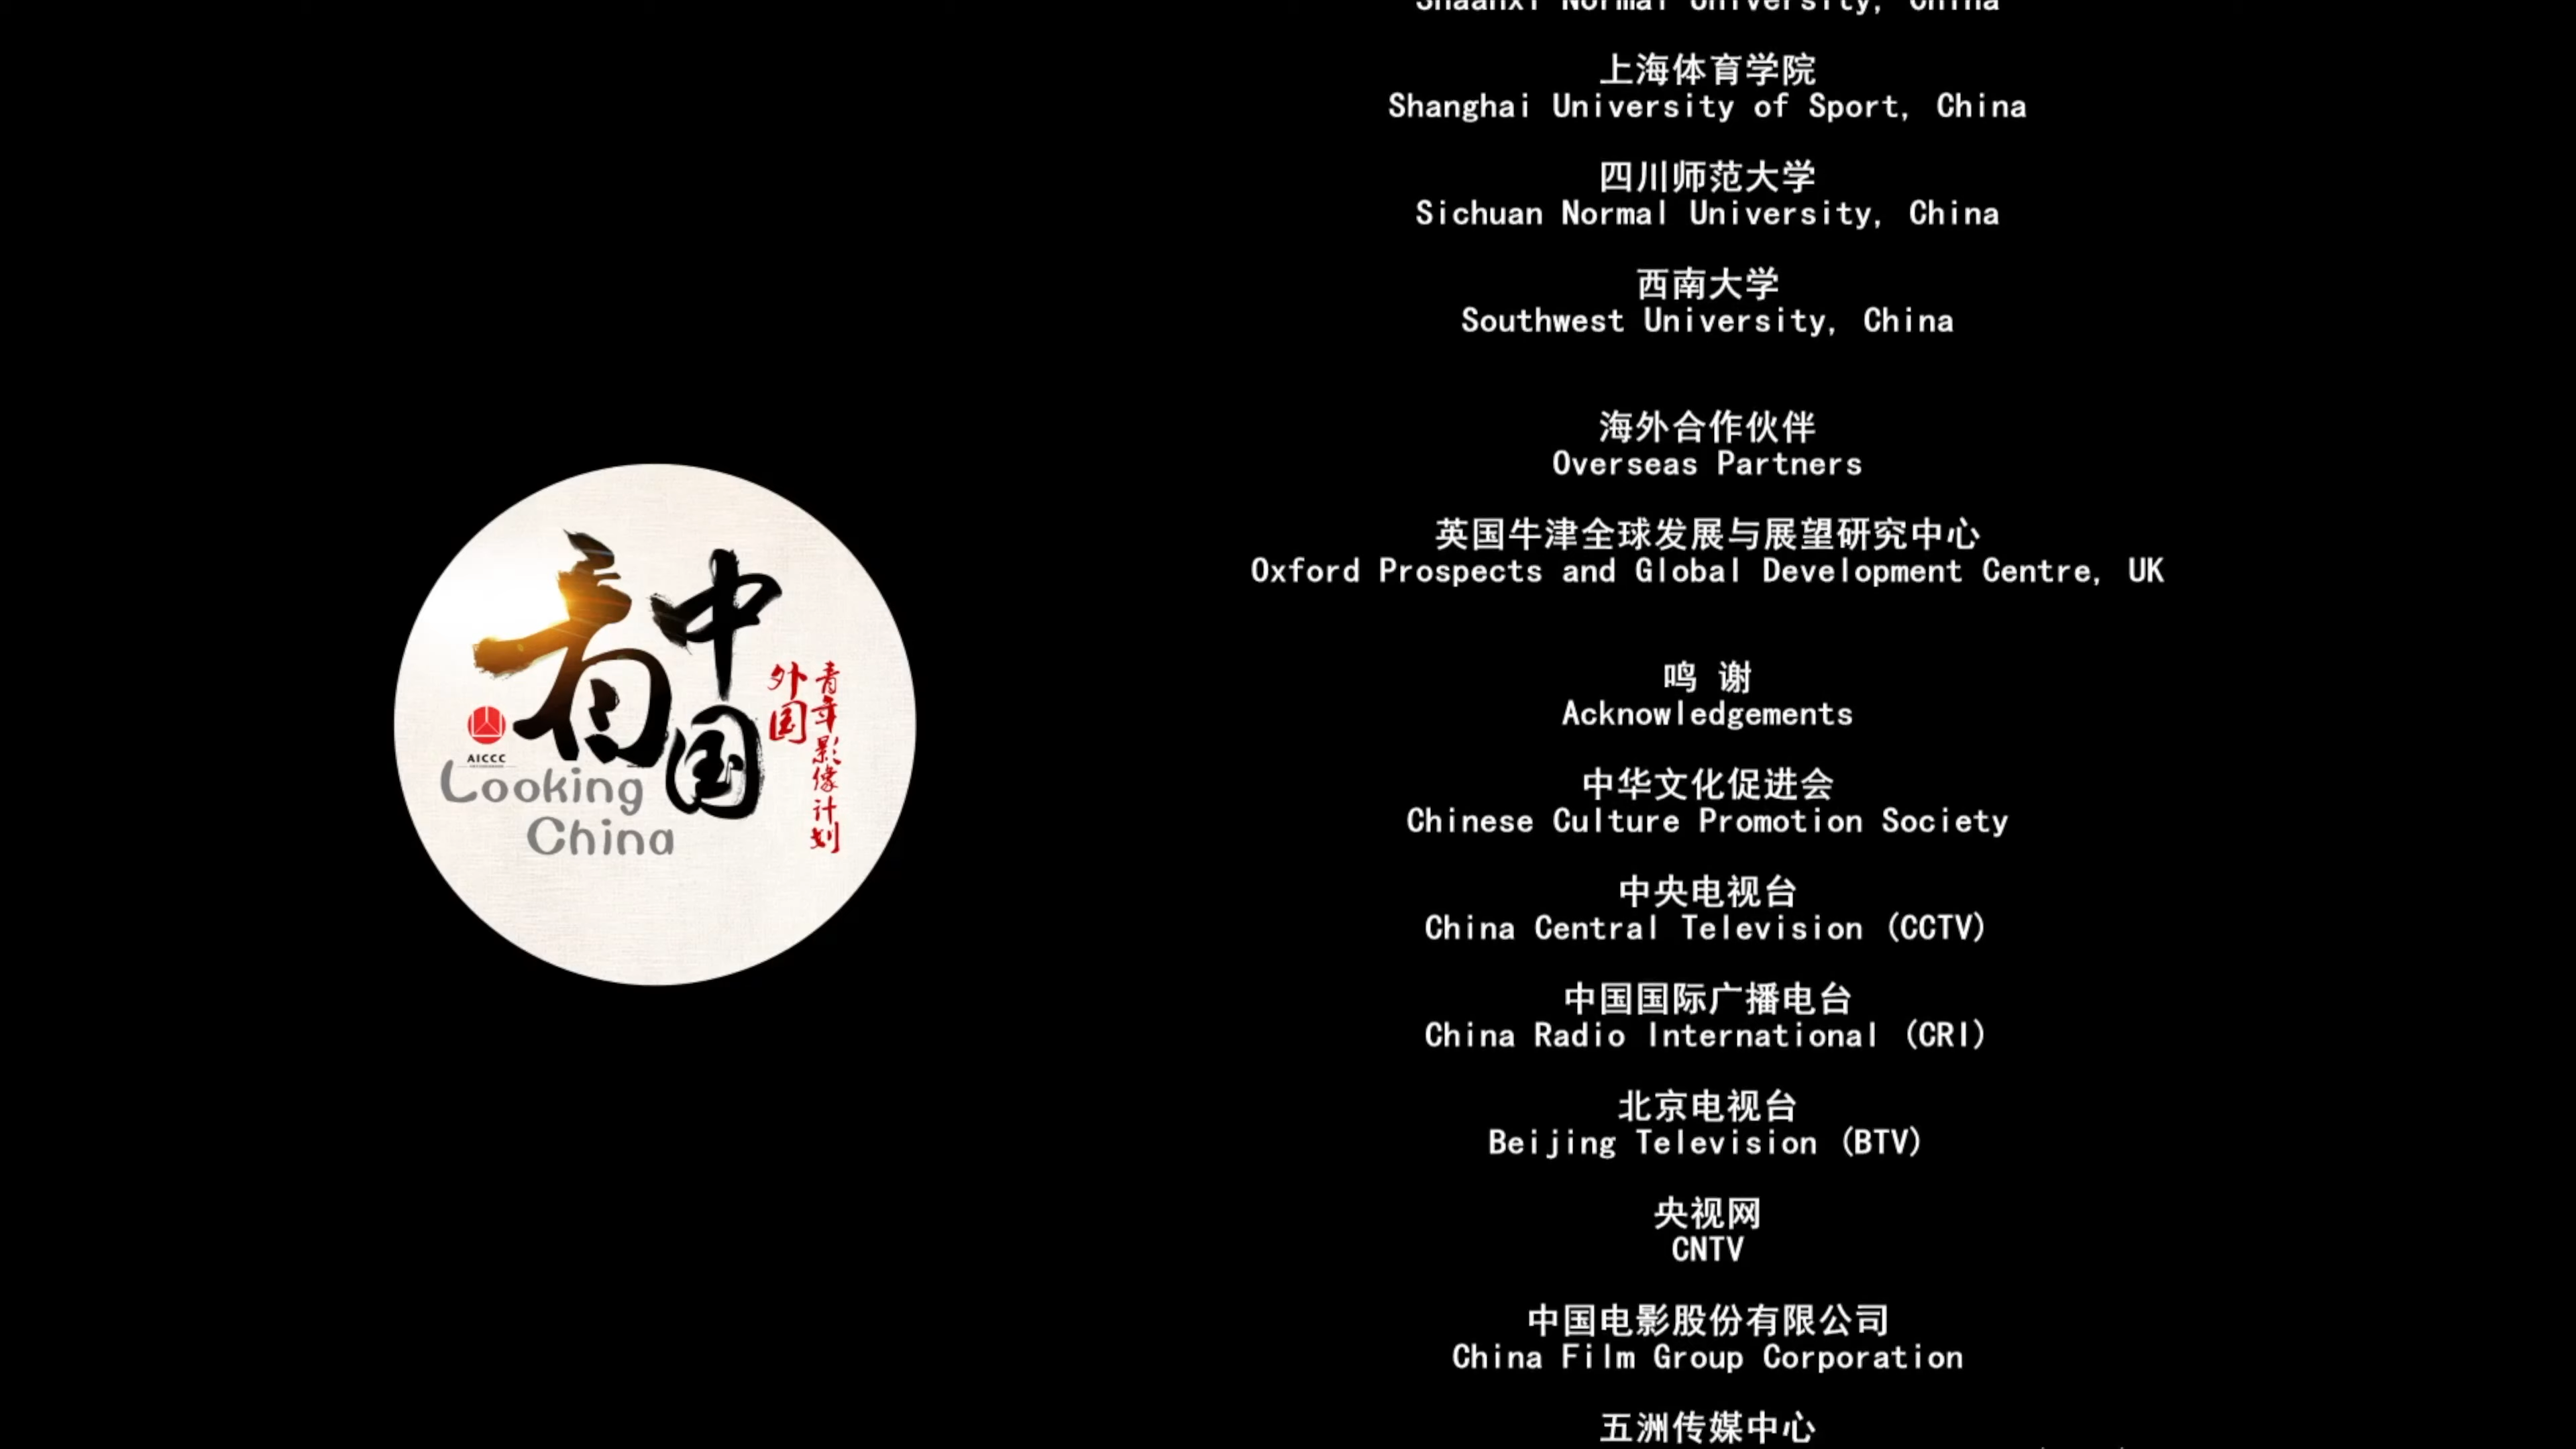 看中国
外国
青年影像计划
AICCC
Looking
China
Shaanxi Normal University, China
上海体育学院
Shanghai University of Sport, China
四川师范大学
Sichuan Normal University, China
西南大学
Southwest University, China
海外合作伙伴
Overseas Partners
英国牛津全球发展与展望研究中心
Oxford Prospects and Global Development Centre, UK
鸣 谢
Acknowledgements
中华文化促进会
Chinese Culture Promotion Society
中央电视台
China Central Television (CCTV)
中国国际广播电台
China Radio International (CRI)
北京电视台
Beijing Television (BTV)
央视网
CNTV
中国电影股份有限公司
China Film Group Corporation
五洲传媒中心